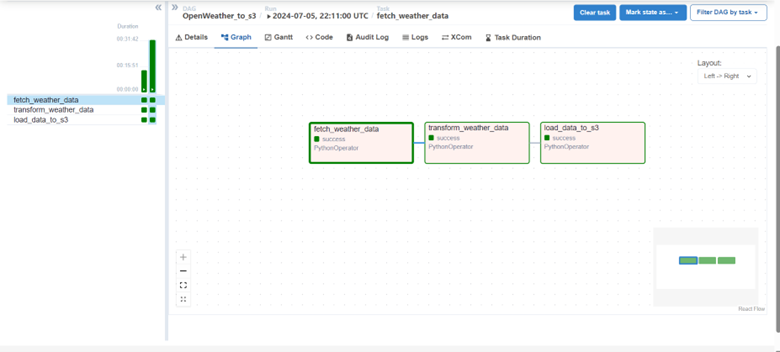 DAG Run Task
OpenWeather_to_s3 / 2024-07-05, 22:11:00 UTC / fetch_weather_data
Clear task
Mark state as...
Filter DAG by task
Details Graph Gantt <> Code Audit Log Logs XCom Task Duration
Duration
00:31:42
00:15:51
00:00:00
fetch_weather_data
transform_weather_data
load_data_to_s3
Layout:
Left -> Right
fetch_weather_data
success
PythonOperator
transform_weather_data
success
PythonOperator
load_data_to_s3
success
PythonOperator
React Flow